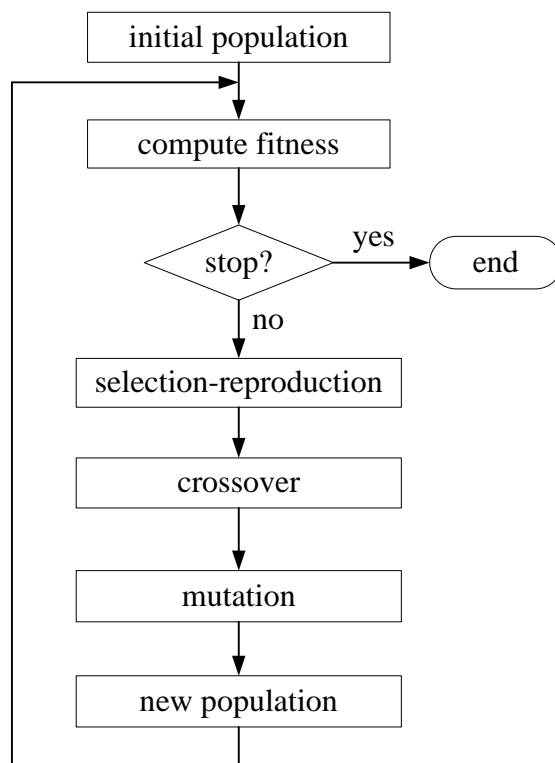 initial population
compute fitness
stop?
yes
end
no
selection-reproduction
crossover
mutation
new population